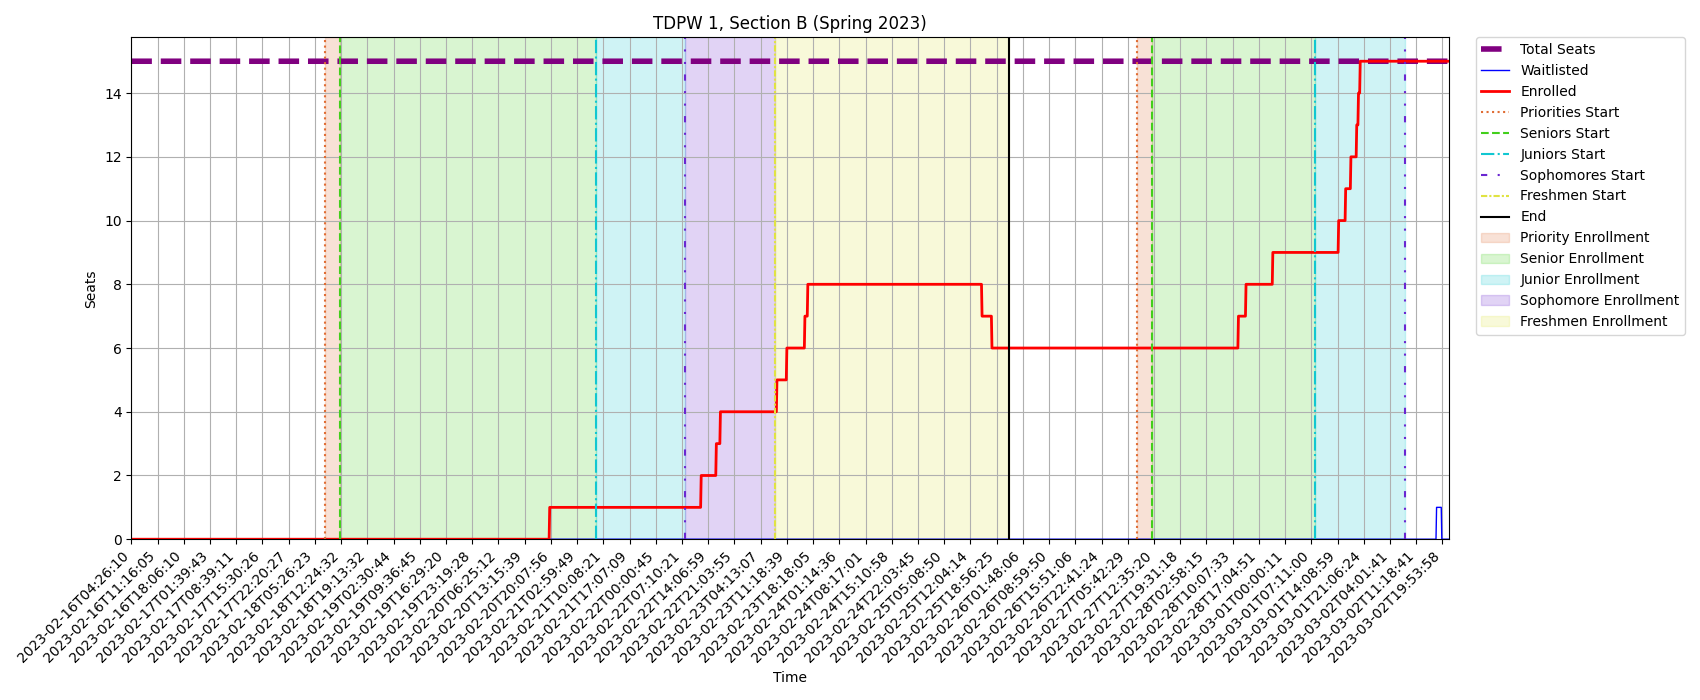 TDPW 1, Section B (Spring 2023)
Total Seats
Waitlisted
Enrolled
Priorities Start
Seniors Start
Juniors Start
Sophomores Start
Freshmen Start
End
Priority Enrollment
Senior Enrollment
Junior Enrollment
Sophomore Enrollment
Freshmen Enrollment
Seats
14
12
10
8
6
4
2
0
2023-02-16T04:26:10
2023-02-16T11:16:05
2023-02-16T18:06:10
2023-02-17T01:39:43
2023-02-17T08:39:11
2023-02-17T15:30:26
2023-02-17T22:20:27
2023-02-18T05:26:23
2023-02-18T12:24:32
2023-02-18T19:13:32
2023-02-19T02:30:44
2023-02-19T09:36:45
2023-02-19T16:29:20
2023-02-19T23:19:28
2023-02-20T06:25:12
2023-02-20T13:15:39
2023-02-20T20:07:56
2023-02-21T02:59:49
2023-02-21T10:08:21
2023-02-21T17:07:09
2023-02-22T00:00:45
2023-02-22T07:10:21
2023-02-22T14:06:59
2023-02-22T21:03:55
2023-02-23T04:13:07
2023-02-23T11:18:39
2023-02-23T18:18:05
2023-02-24T01:14:36
2023-02-24T08:17:01
2023-02-24T15:10:58
2023-02-24T22:03:45
2023-02-25T05:08:50
2023-02-25T12:04:14
2023-02-25T18:56:25
2023-02-26T01:48:06
2023-02-26T08:59:50
2023-02-26T15:51:06
2023-02-26T22:41:24
2023-02-27T05:42:29
2023-02-27T12:35:20
2023-02-27T19:31:18
2023-02-28T02:58:15
2023-02-28T10:07:33
2023-02-28T17:04:51
2023-03-01T00:00:11
2023-03-01T07:11:00
2023-03-01T14:08:59
2023-03-01T21:06:24
2023-03-02T04:01:41
2023-03-02T11:18:41
2023-03-02T19:53:58
Time